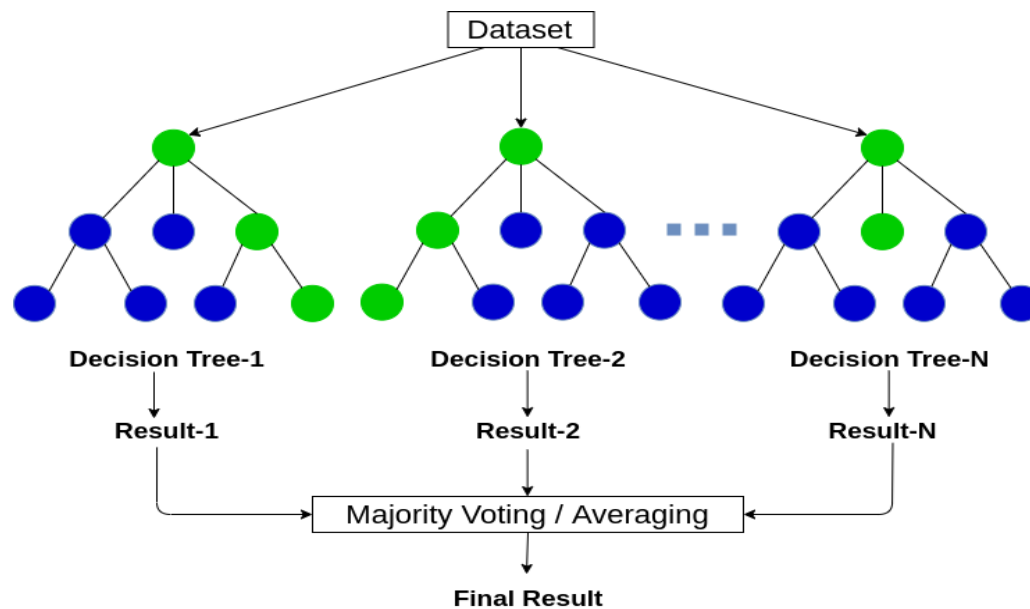 Dataset
Decision Tree-1
Decision Tree-2
Decision Tree-N
Result-1
Result-2
Result-N
Majority Voting / Averaging
Final Result